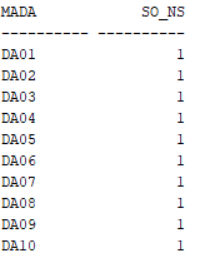 MADA            SO_NS
---------- ----------
DA01                1
DA02                1
DA03                1
DA04                1
DA05                1
DA06                1
DA07                1
DA08                1
DA09                1
DA10                1